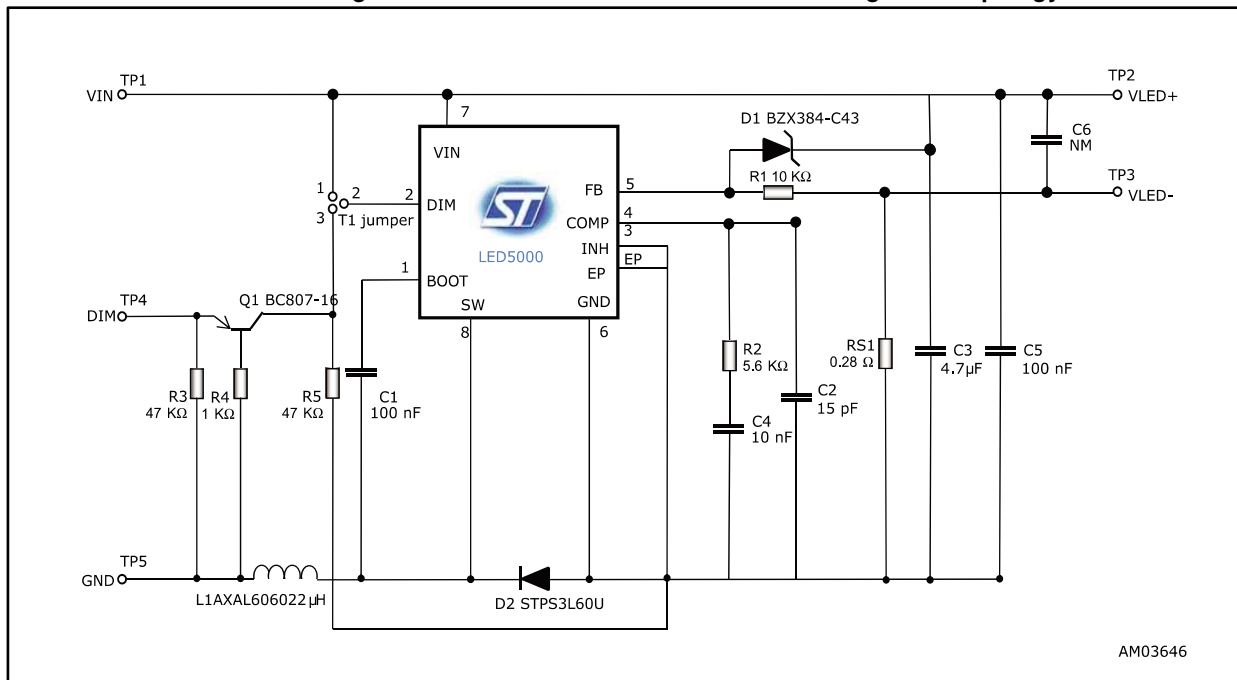 TP1
VIN
TP2
VLED+
7
VIN
D1 BZX384-C43
C6
NM
R1 10 KΩ
FB
5
TP3
VLED-
1
2
3
T1 jumper
2
DIM
ST
LED5000
COMP
4
3
INH
EP
EP
1
BOOT
SW
GND
8
6
TP4
DIM
Q1 BC807-16
R3
47 KΩ
R4
1 KΩ
R5
47 KΩ
C1
100 nF
R2
5.6 KΩ
C4
10 nF
C2
15 pF
RS1
0.28 Ω
C3
4.7µF
C5
100 nF
TP5
GND
L1AXAL606022µH
D2 STPS3L60U
AM03646